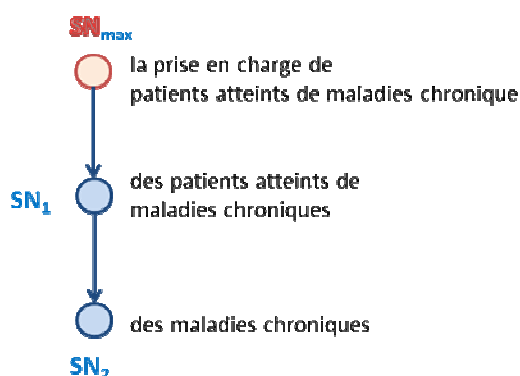 SNmax
la prise en charge de
patients atteints de maladies chronique
SN1
des patients atteints de
maladies chroniques
des maladies chroniques
SN2